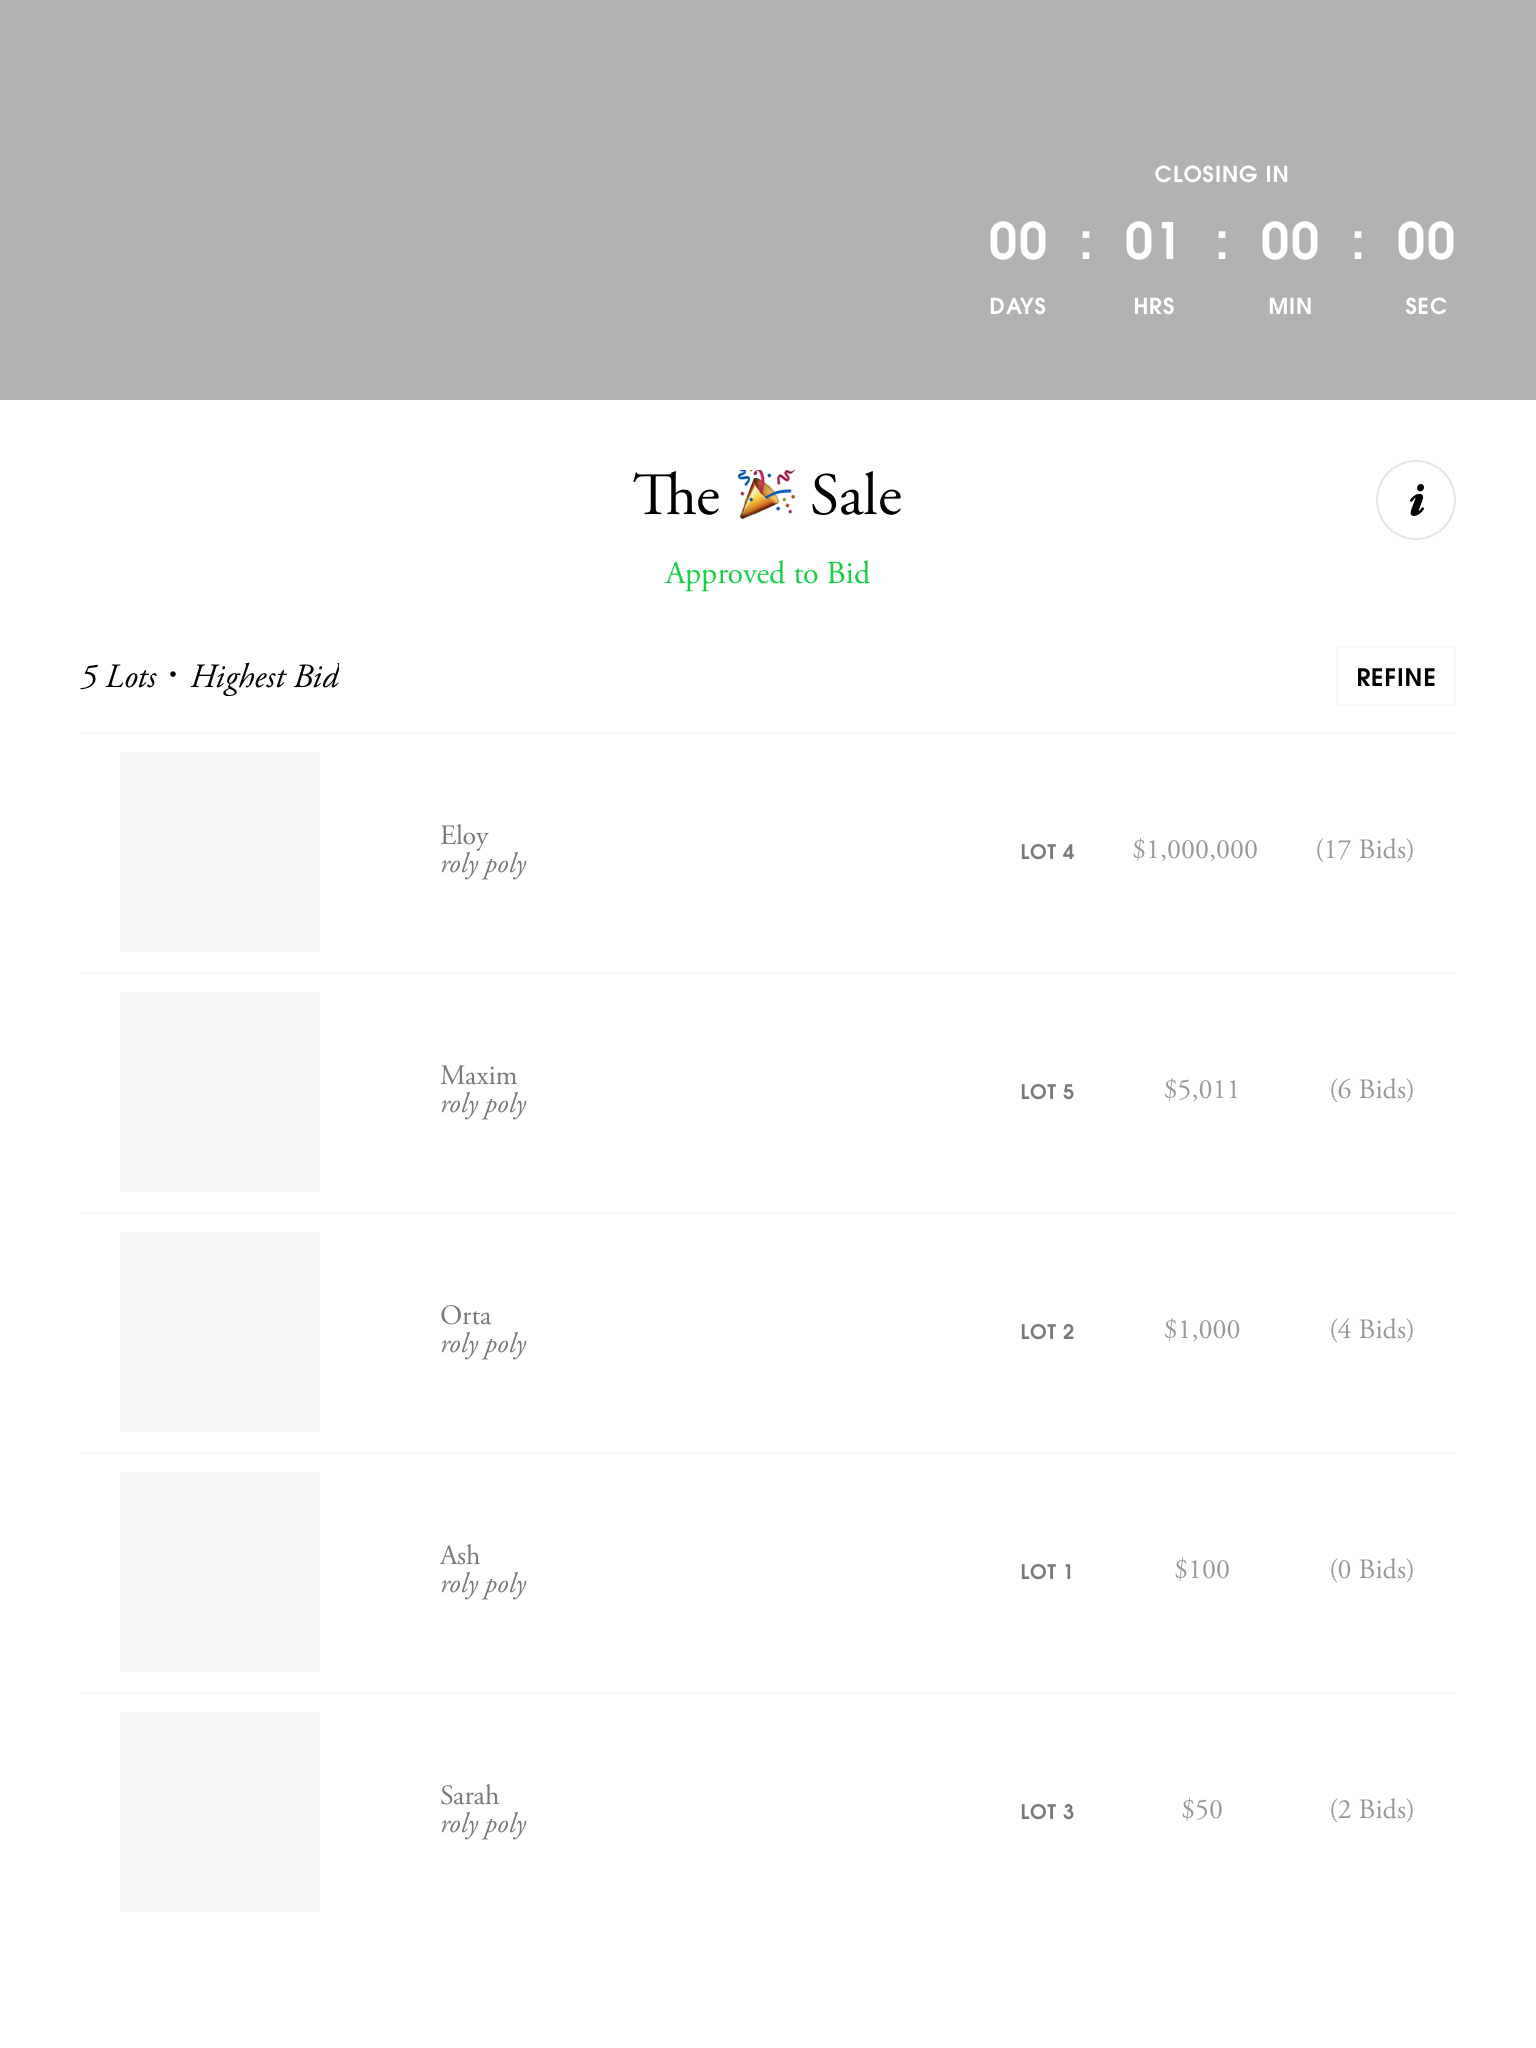 CLOSING IN
00 : 01 : 00 : 00
DAYS HRS MIN SEC
The 🎉 Sale
i
Approved to Bid
5 Lots • Highest Bid
REFINE
Eloy
roly poly
LOT 4 $1,000,000 (17 Bids)
Maxim
roly poly
LOT 5 $5,011 (6 Bids)
Orta
roly poly
LOT 2 $1,000 (4 Bids)
Ash
roly poly
LOT 1 $100 (0 Bids)
Sarah
roly poly
LOT 3 $50 (2 Bids)